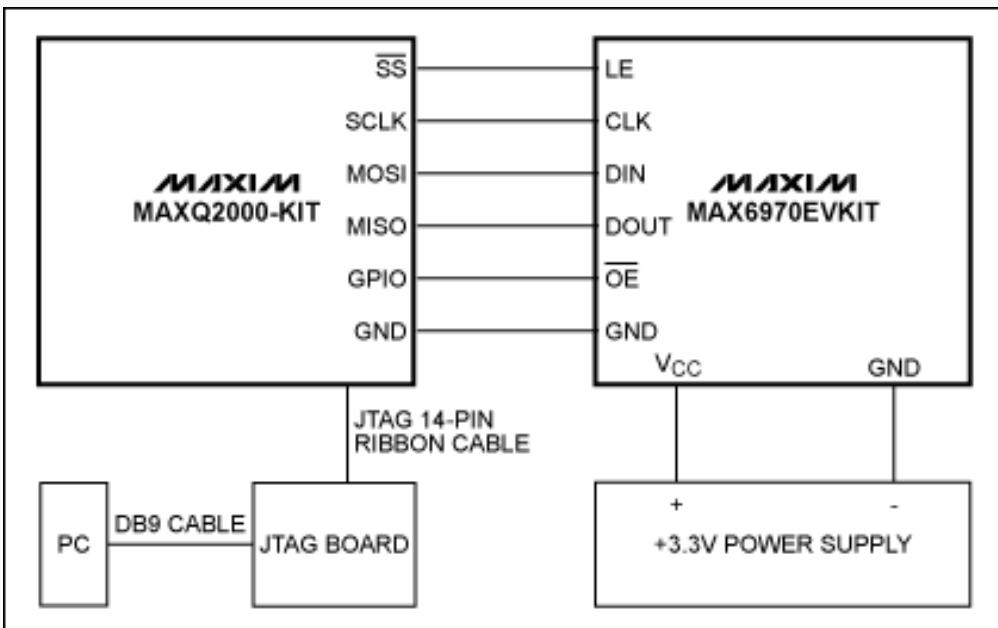 SS
SCLK
MOSI
MISO
GPIO
GND
MAXIM
MAXQ2000-KIT
LE
CLK
DIN
DOUT
OE
GND
MAXIM
MAX6970EVKIT
VCC
GND
JTAG 14-PIN
RIBBON CABLE
PC
DB9 CABLE
JTAG BOARD
+ -
+3.3V POWER SUPPLY